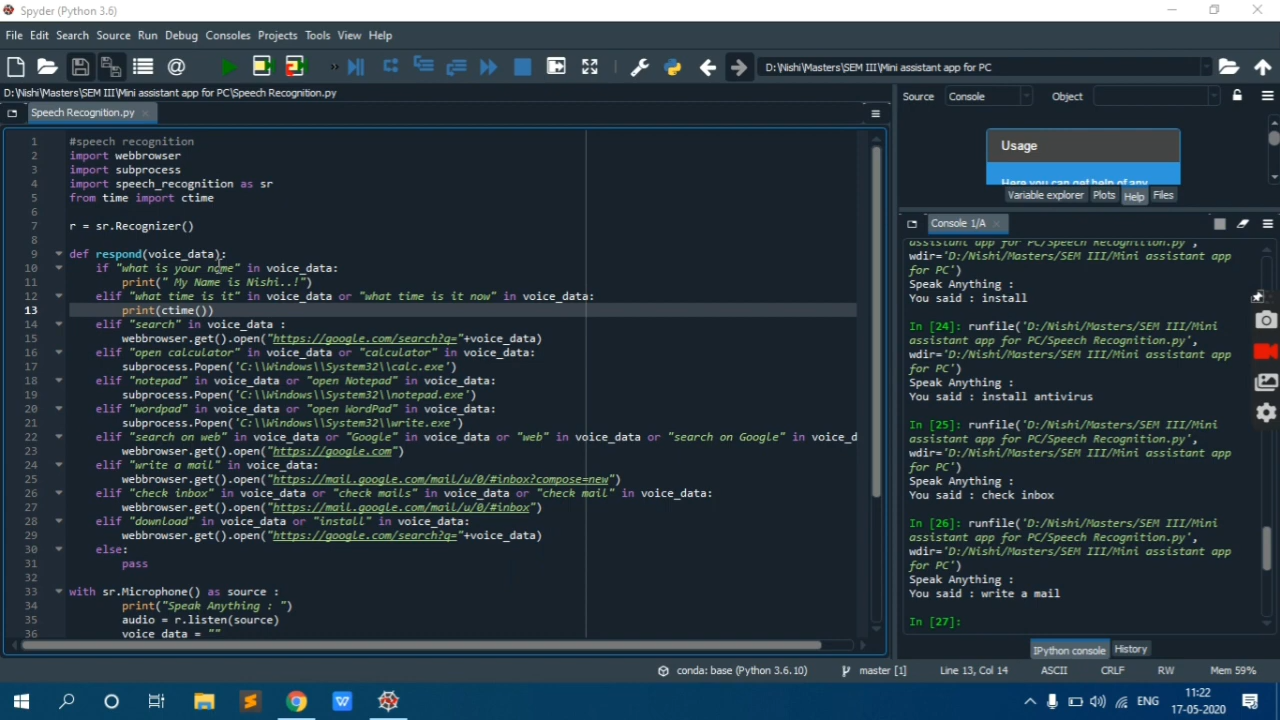 Spyder (Python 3.6)
File Edit Search Source Run Debug Consoles Projects Tools View Help
D:\Nishi\Masters\SEM III\Mini assistant app for PC
D:\Nishi\Masters\SEM III\Mini assistant app for PC\Speech Recognition.py
Source Console Object
Speech Recognition.py
Usage
Here you can get help of any
Variable explorer Plots Help Files
1 #speech recognition
2 import webbrowser
3 import subprocess
4 import speech_recognition as sr
5 from time import ctime
6
7 r = sr.Recognizer()
8
9 def respond(voice_data):
10 if "what is your name" in voice_data:
11 print(" My Name is Nishi..!")
12 elif "what time is it" in voice_data or "what time is it now" in voice_data:
13 print(ctime())
14 elif "search" in voice_data :
15 webbrowser.get().open("https://google.com/search?q="+voice_data)
16 elif "open calculator" in voice_data or "calculator" in voice_data:
17 subprocess.Popen('C:\\Windows\\System32\\calc.exe')
18 elif "notepad" in voice_data or "open Notepad" in voice_data:
19 subprocess.Popen('C:\\Windows\\System32\\notepad.exe')
20 elif "wordpad" in voice_data or "open WordPad" in voice_data:
21 subprocess.Popen('C:\\Windows\\System32\\write.exe')
22 elif "search on web" in voice_data or "Google" in voice_data or "web" in voice_data or "search on Google" in voice_d
23 webbrowser.get().open("https://google.com")
24 elif "write a mail" in voice_data:
25 webbrowser.get().open("https://mail.google.com/mail/u/0/#inbox?compose=new")
26 elif "check inbox" in voice_data or "check mails" in voice_data or "check mail" in voice_data:
27 webbrowser.get().open("https://mail.google.com/mail/u/0/#inbox")
28 elif "download" in voice_data or "install" in voice_data:
29 webbrowser.get().open("https://google.com/search?q="+voice_data)
30 else:
31 pass
32
33 with sr.Microphone() as source :
34 print("Speak Anything : ")
35 audio = r.listen(source)
36 voice_data = ""
Console 1/A
assistant app for PC/Speech Recognition.py',
wdir='D:/Nishi/Masters/SEM III/Mini assistant app
for PC')
Speak Anything :
You said : install
In [24]: runfile('D:/Nishi/Masters/SEM III/Mini
assistant app for PC/Speech Recognition.py',
wdir='D:/Nishi/Masters/SEM III/Mini assistant app
for PC')
Speak Anything :
You said : install antivirus
In [25]: runfile('D:/Nishi/Masters/SEM III/Mini
assistant app for PC/Speech Recognition.py',
wdir='D:/Nishi/Masters/SEM III/Mini assistant app
for PC')
Speak Anything :
You said : check inbox
In [26]: runfile('D:/Nishi/Masters/SEM III/Mini
assistant app for PC/Speech Recognition.py',
wdir='D:/Nishi/Masters/SEM III/Mini assistant app
for PC')
Speak Anything :
You said : write a mail
In [27]:
IPython console History
conda: base (Python 3.6.10) master [1] Line 13, Col 14 ASCII CRLF RW Mem 59%
ENG 11:22
17-05-2020